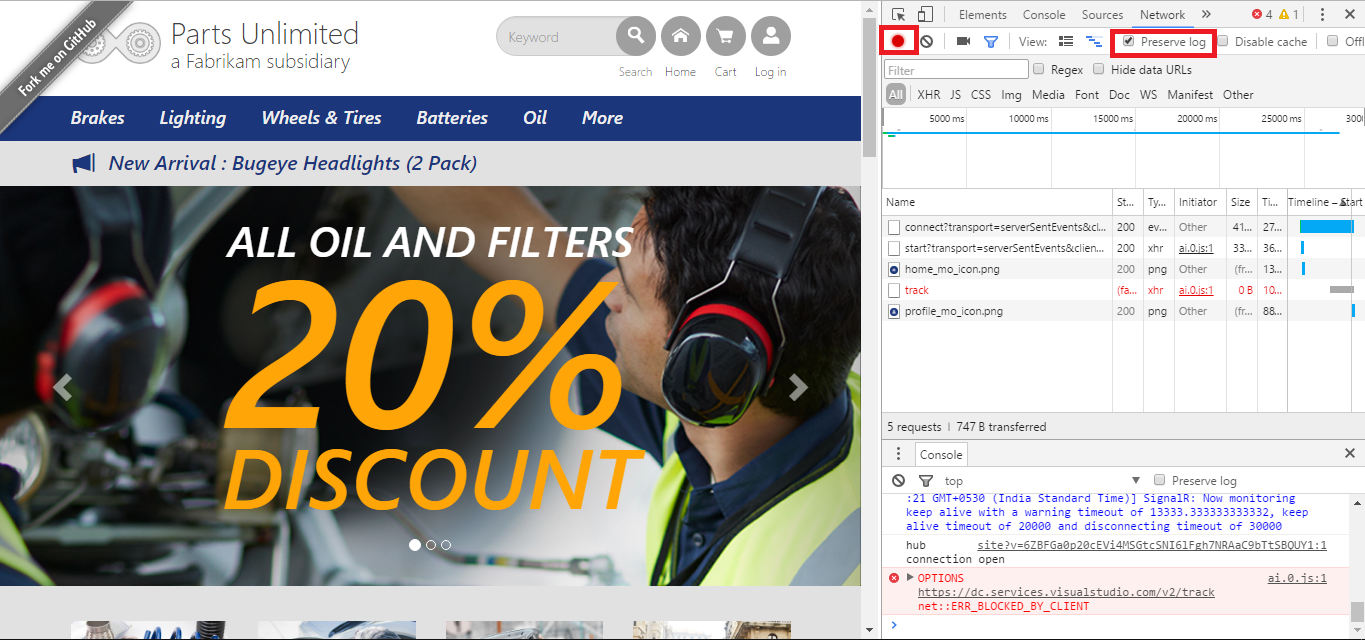 Fork me on GitHub
Parts Unlimited
a Fabrikam subsidiary
Keyword
Search Home Cart Log in
Brakes Lighting Wheels & Tires Batteries Oil More
New Arrival : Bugeye Headlights (2 Pack)
ALL OIL AND FILTERS
20%
DISCOUNT
Elements Console Sources Network » 4 1
View: Preserve log Disable cache Offl
Filter Regex Hide data URLs
All XHR JS CSS Img Media Font Doc WS Manifest Other
5000 ms 10000 ms 15000 ms 20000 ms 25000 ms 3000
Name St... Ty... Initiator Size Ti... Timeline – Start
connect?transport=serverSentEvents&cl... 200 ev... Other 41... 27...
start?transport=serverSentEvents&clien... 200 xhr ai.0.js:1 33... 36...
home_mo_icon.png 200 png Other (fr... 13...
track (fa... xhr ai.0.js:1 0 B 10...
profile_mo_icon.png 200 png Other (fr... 88...
5 requests | 747 B transferred
Console
top Preserve log
:21 GMT+0530 (India Standard Time)] SignalR: Now monitoring
keep alive with a warning timeout of 13333.333333333332, keep
alive timeout of 20000 and disconnecting timeout of 30000
hub site?v=6ZBFGa0p20cEVi4MSGtcSNI6lFgh7NRAaC9bTtSBQUY1:1
connection open
OPTIONS ai.0.js:1
https://dc.services.visualstudio.com/v2/track
net::ERR_BLOCKED_BY_CLIENT